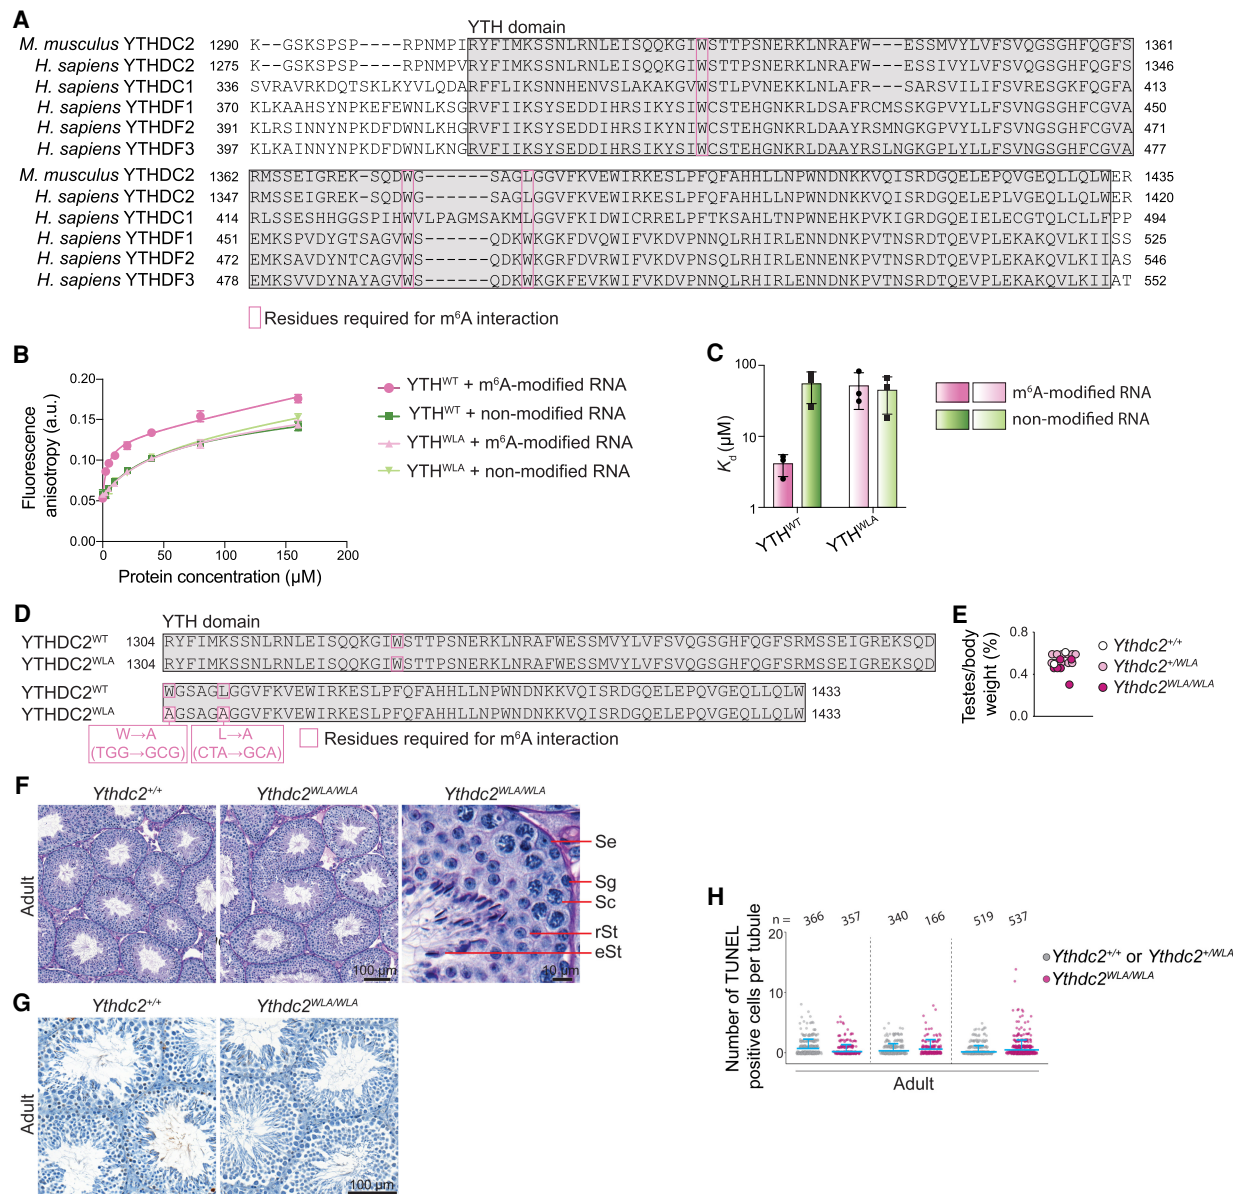 A
YTH domain
M. musculus YTHDC2 1290 K--GSKSPSP----RPNMPIRYFIMKSSNLRNLEISQQKGIWSTTPSNERKLNRAFW---ESSMVYLVFSVQGSGHFQGFS 1361
H. sapiens YTHDC2 1275 K--GSKSPSP----RPNMPVRYFIMKSSNLRNLEISQQKGIWSTTPSNERKLNRAFW---ESSMVYLVFSVQGSGHFQGFS 1346
H. sapiens YTHDC1 336 SVRAVRKDQTSKLKYVLQDARFFLIKSNNHENVSLAKAKGVWSTLPVNEKKLNLAFR---SARSVILIFSVRESGKFQGFA 413
H. sapiens YTHDF1 370 KLKAAHSYNPKEFEWNLKSGRVFIIKSYSEDDIHRSIKYSIWCSTEHGNKRLDSAFRCMSSKGPVYLLFSVNGSGHFCGVA 450
H. sapiens YTHDF2 391 KLRSINNYNPKDFDWNLKHGRVFIIKSYSEDDIHRSIKYNIWCSTEHGNKRLDAAYRSMNGKGPVYLLFSVNGSGHFCGVA 471
H. sapiens YTHDF3 397 KLKAINNYNPKDFDWNLKNGRVFIIKSYSEDDIHRSIKYSIWCSTEHGNKRLDAAYRSLNGKGPLYLLFSVNGSGHFCGVA 477
M. musculus YTHDC2 1362 RMSSEIGREK-SQDWG------SAGLGGVFKVEWIRKESLPFQFAHHLLNPWNDNKKVQISRDGQELEPQVGEQLLQLWER 1435
H. sapiens YTHDC2 1347 RMSSEIGREK-SQDWG------SAGLGGVFKVEWIRKESLPFQFAHHLLNPWNDNKKVQISRDGQELEPLVGEQLLQLWER 1420
H. sapiens YTHDC1 414 RLSSESHHGGSPIHWVLPAGMSAKMLGGVFKIDWICRRELPFTKSAHLTNPWNEHKPVKIGRDGQEIELECGTQLCLLFPP 494
H. sapiens YTHDF1 451 EMKSPVDYGTSAGVWS------QDKWKGKFDVQWIFVKDVPNNQLRHIRLENNDNKPVTNSRDTQEVPLEKAKQVLKIISS 525
H. sapiens YTHDF2 472 EMKSAVDYNTCAGVWS------QDKWKGRFDVRWIFVKDVPNSQLRHIRLENNENKPVTNSRDTQEVPLEKAKQVLKIIAS 546
H. sapiens YTHDF3 478 EMKSVVDYNAYAGVWS------QDKWKGKFEVKWIFVKDVPNNQLRHIRLENNDNKPVTNSRDTQEVPLEKAKQVLKIIAT 552
Residues required for m⁶A interaction
B
Fluorescence
anisotropy (a.u.)
0.20
0.15
0.10
0.05
0.00
0 50 100 150 200
Protein concentration (µM)
YTHᵂᵀ + m⁶A-modified RNA
YTHᵂᵀ + non-modified RNA
YTHᵂᴸᴬ + m⁶A-modified RNA
YTHᵂᴸᴬ + non-modified RNA
C
Kd (µM)
100
10
1
YTHᵂᵀ YTHᵂᴸᴬ
m⁶A-modified RNA
non-modified RNA
D
YTH domain
YTHDC2ᵂᵀ 1304 RYFIMKSSNLRNLEISQQKGIWSTTPSNERKLNRAFWESSMVYLVFSVQGSGHFQGFSRMSSEIGREKSQD
YTHDC2ᵂᴸᴬ 1304 RYFIMKSSNLRNLEISQQKGIWSTTPSNERKLNRAFWESSMVYLVFSVQGSGHFQGFSRMSSEIGREKSQD
YTHDC2ᵂᵀ WGSAGLGGVFKVEWIRKESLPFQFAHHLLNPWNDNKKVQISRDGQELEPQVGEQLLQLW 1433
YTHDC2ᵂᴸᴬ AGSAGAGGVFKVEWIRKESLPFQFAHHLLNPWNDNKKVQISRDGQELEPQVGEQLLQLW 1433
W→A
(TGG→GCG)
L→A
(CTA→GCA)
Residues required for m⁶A interaction
E
Testes/body
weight (%)
0.8
0.4
0.0
Ythdc2⁺/⁺
Ythdc2⁺/ᵂᴸᴬ
Ythdc2ᵂᴸᴬ/ᵂᴸᴬ
F
Ythdc2⁺/⁺ Ythdc2ᵂᴸᴬ/ᵂᴸᴬ Ythdc2ᵂᴸᴬ/ᵂᴸᴬ
Adult
Se
Sg
Sc
rSt
eSt
100 µm
10 µm
G
Ythdc2⁺/⁺ Ythdc2ᵂᴸᴬ/ᵂᴸᴬ
Adult
100 µm
H
n = 366 357 340 166 519 537
Number of TUNEL
positive cells per tubule
20
10
0
Adult
Ythdc2⁺/⁺ or Ythdc2⁺/ᵂᴸᴬ
Ythdc2ᵂᴸᴬ/ᵂᴸᴬ